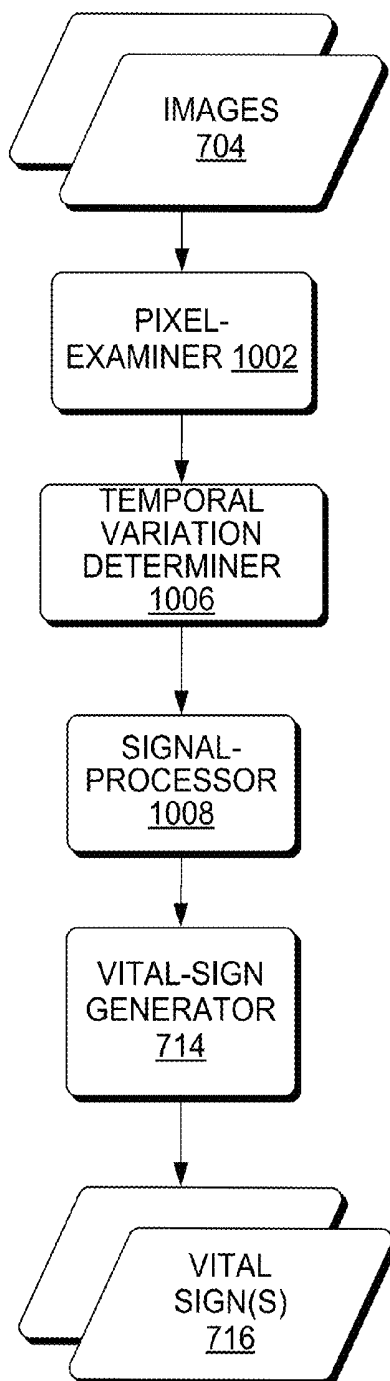 IMAGES
704
PIXEL-
EXAMINER 1002
TEMPORAL
VARIATION
DETERMINER
1006
SIGNAL-
PROCESSOR
1008
VITAL-SIGN
GENERATOR
714
VITAL
SIGN(S)
716